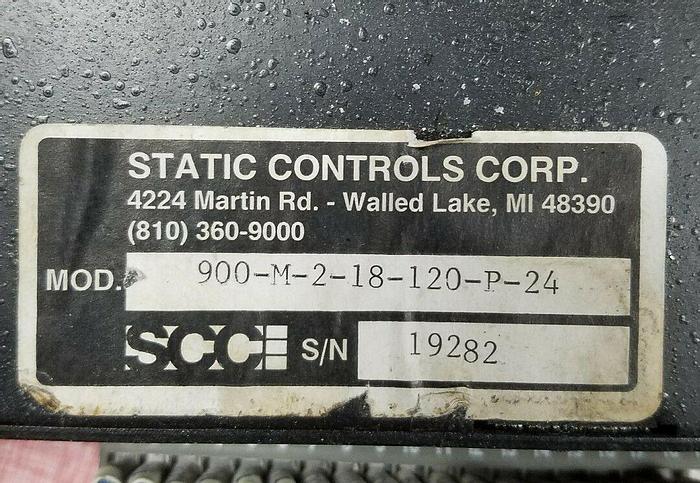 STATIC CONTROLS CORP.
4224 Martin Rd. - Walled Lake, MI 48390
(810) 360-9000
MOD. 900-M-2-18-120-P-24
SCC S/N 19282